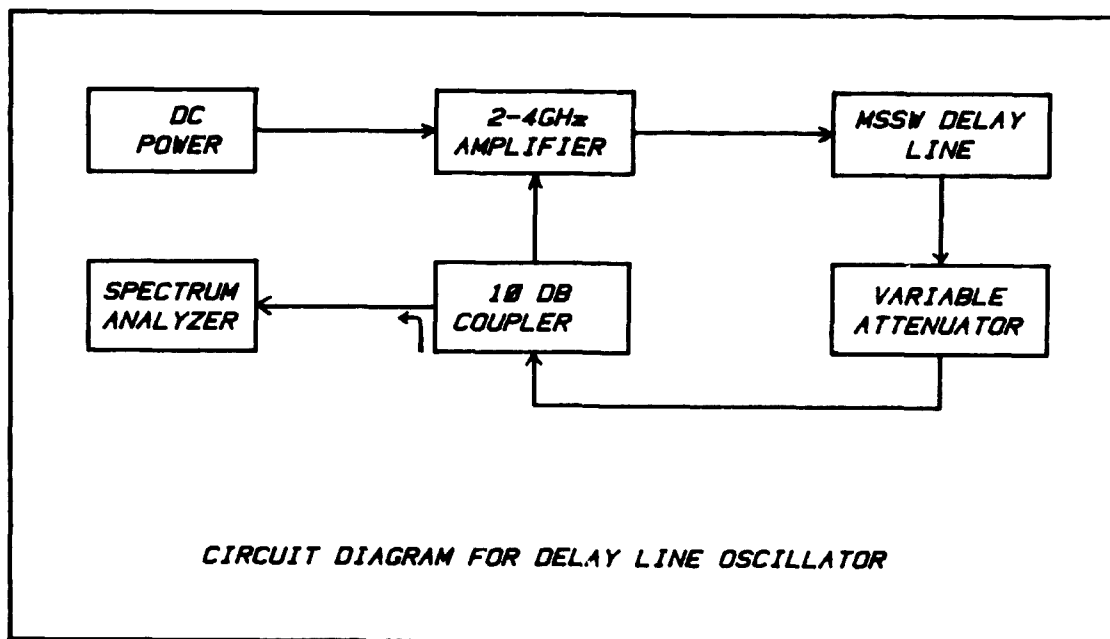 DC
POWER
2-4GHz
AMPLIFIER
MSSW DELAY
LINE
SPECTRUM
ANALYZER
10 DB
COUPLER
VARIABLE
ATTENUATOR
CIRCUIT DIAGRAM FOR DELAY LINE OSCILLATOR